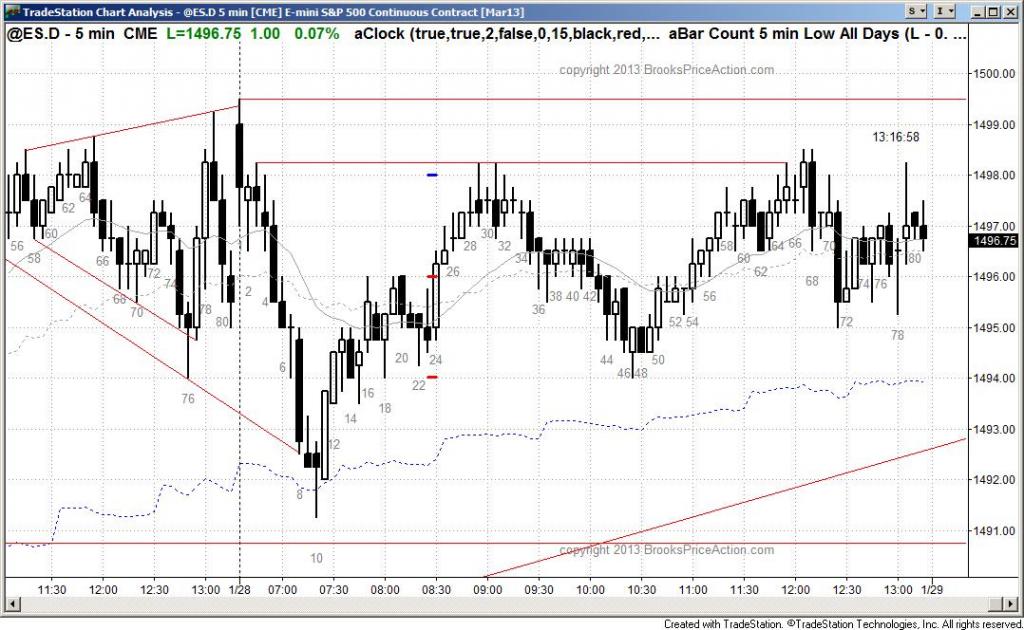 TradeStation Chart Analysis - @ES.D 5 min [CME] E-mini S&P 500 Continuous Contract [Mar13]
S I
@ES.D - 5 min CME L=1496.75 1.00 0.07% aClock (true,true,2,false,0,15,black,red,... aBar Count 5 min Low All Days (L - 0. ...
copyright 2013 BrooksPriceAction.com
1500.00
1499.00
13:16:58
1498.00
1497.00
1496.75
1496.00
1495.00
1494.00
1493.00
1492.00
1491.00
56 58 60 62 64 66 68 70 72 74 76 78 80
2 4 6 8 10 12 14 16 18 20 22 24 26 28 30 32 34 36 38 40 42 44 46 48 50 52 54 56 58 60 62 64 66 68 70 72 74 76 78 80
copyright 2013 BrooksPriceAction.com
11:30 12:00 12:30 13:00 1/28 07:00 07:30 08:00 08:30 09:00 09:30 10:00 10:30 11:00 11:30 12:00 12:30 13:00 1/29
Created with TradeStation. ©TradeStation Technologies, Inc. All rights reserved.